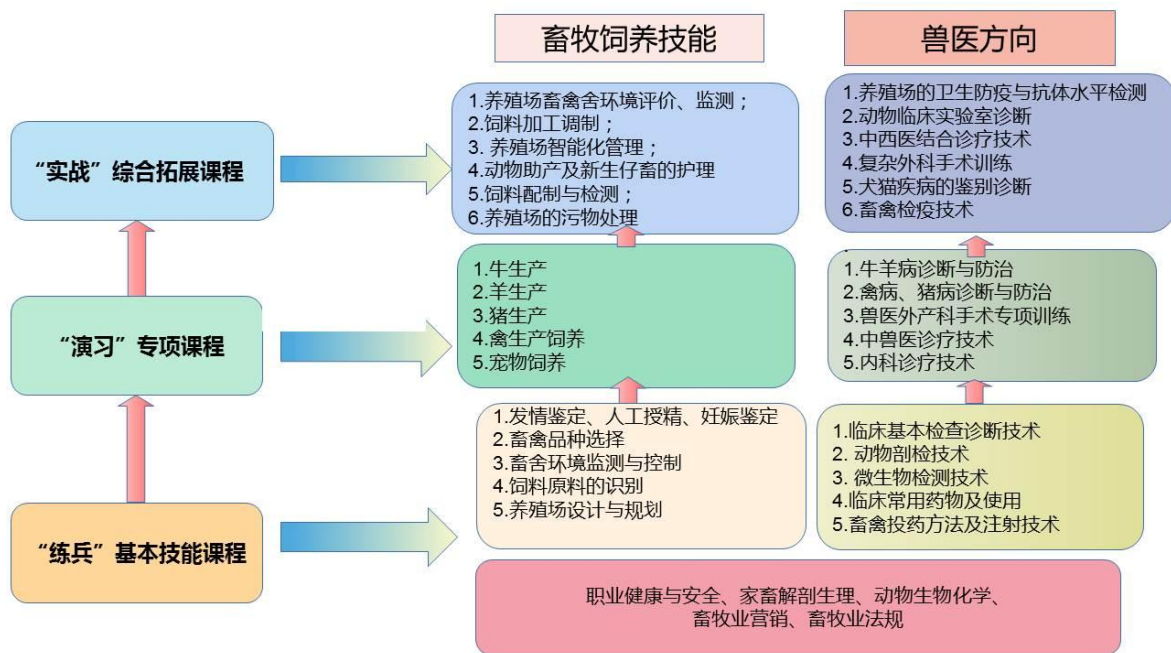 畜牧饲养技能
兽医方向
“实战”综合拓展课程
1.养殖场畜禽舍环境评价、监测；
2.饲料加工调制；
3. 养殖场智能化管理；
4.动物助产及新生仔畜的护理
5.饲料配制与检测；
6.养殖场的污物处理
1.养殖场的卫生防疫与抗体水平检测
2.动物临床实验室诊断
3.中西医结合诊疗技术
4.复杂外科手术训练
5.犬猫疾病的鉴别诊断
6.畜禽检疫技术
“演习”专项课程
1.牛生产
2.羊生产
3.猪生产
4.禽生产饲养
5.宠物饲养
1.牛羊病诊断与防治
2.禽病、猪病诊断与防治
3.兽医外产科手术专项训练
4.中兽医诊疗技术
5.内科诊疗技术
“练兵”基本技能课程
1.发情鉴定、人工授精、妊娠鉴定
2.畜禽品种选择
3.畜舍环境监测与控制
4.饲料原料的识别
5.养殖场设计与规划
1.临床基本检查诊断技术
2. 动物剖检技术
3. 微生物检测技术
4.临床常用药物及使用
5.畜禽投药方法及注射技术
职业健康与安全、家畜解剖生理、动物生物化学、
畜牧业营销、畜牧业法规